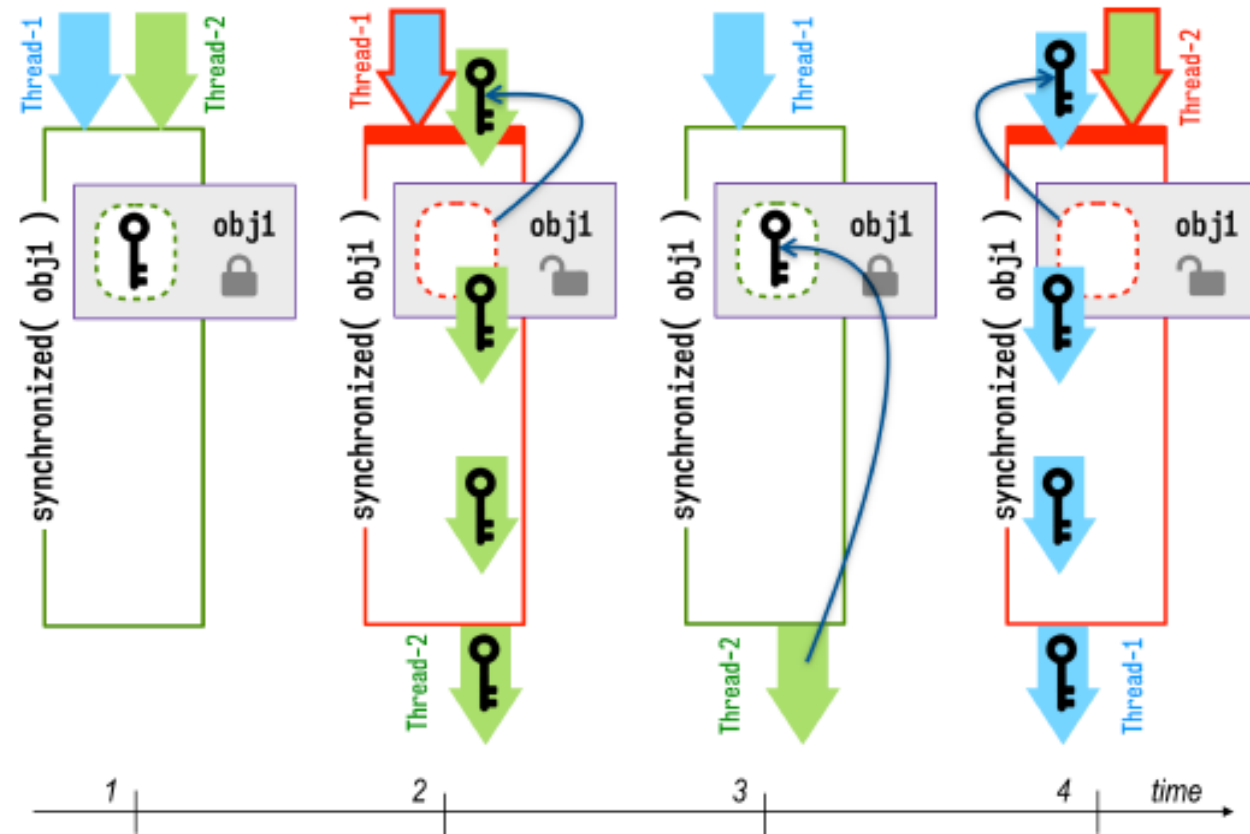 Thread-1
Thread-2
synchronized( obj1 )
obj1
Thread-1
synchronized( obj1 )
obj1
Thread-2
Thread-1
synchronized( obj1 )
obj1
Thread-2
Thread-2
synchronized( obj1 )
obj1
Thread-1
1
2
3
4
time